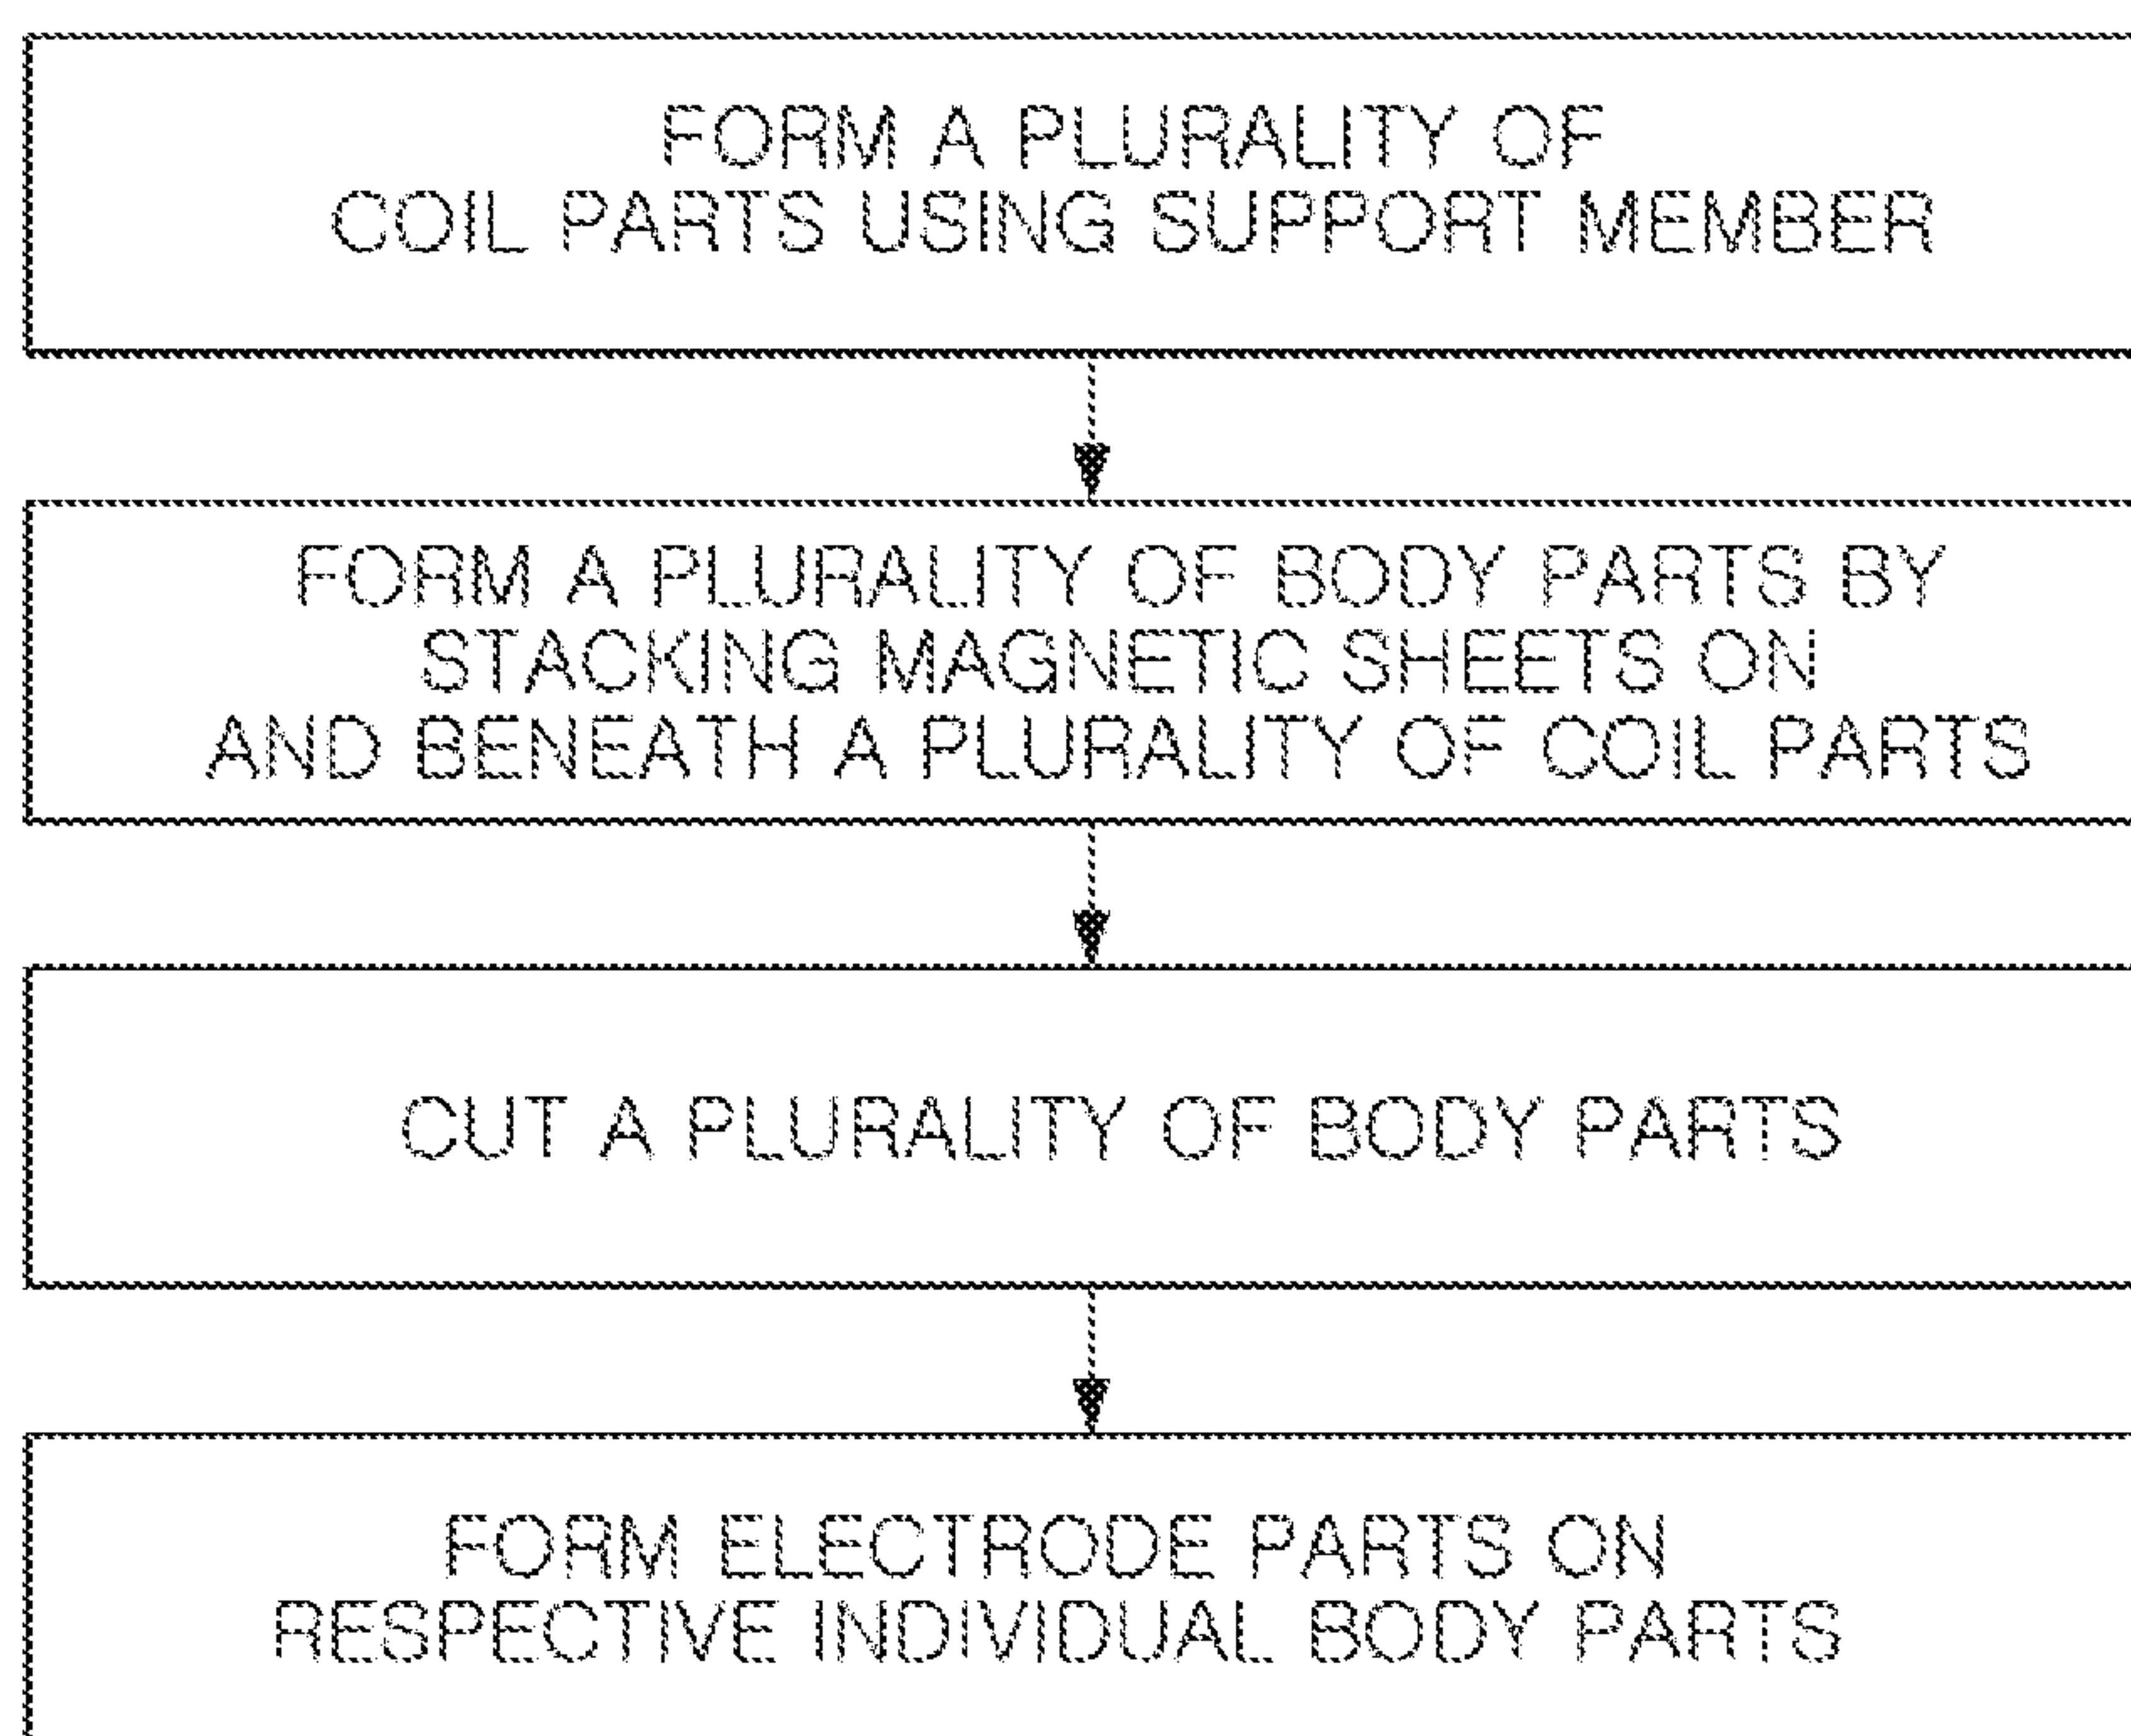 FORM A PLURALITY OF
COIL PARTS USING SUPPORT MEMBER
FORM A PLURALITY OF BODY PARTS BY
STACKING MAGNETIC SHEETS ON
AND BENEATH A PLURALITY OF COIL PARTS
CUT A PLURALITY OF BODY PARTS
FORM ELECTRODE PARTS ON
RESPECTIVE INDIVIDUAL BODY PARTS